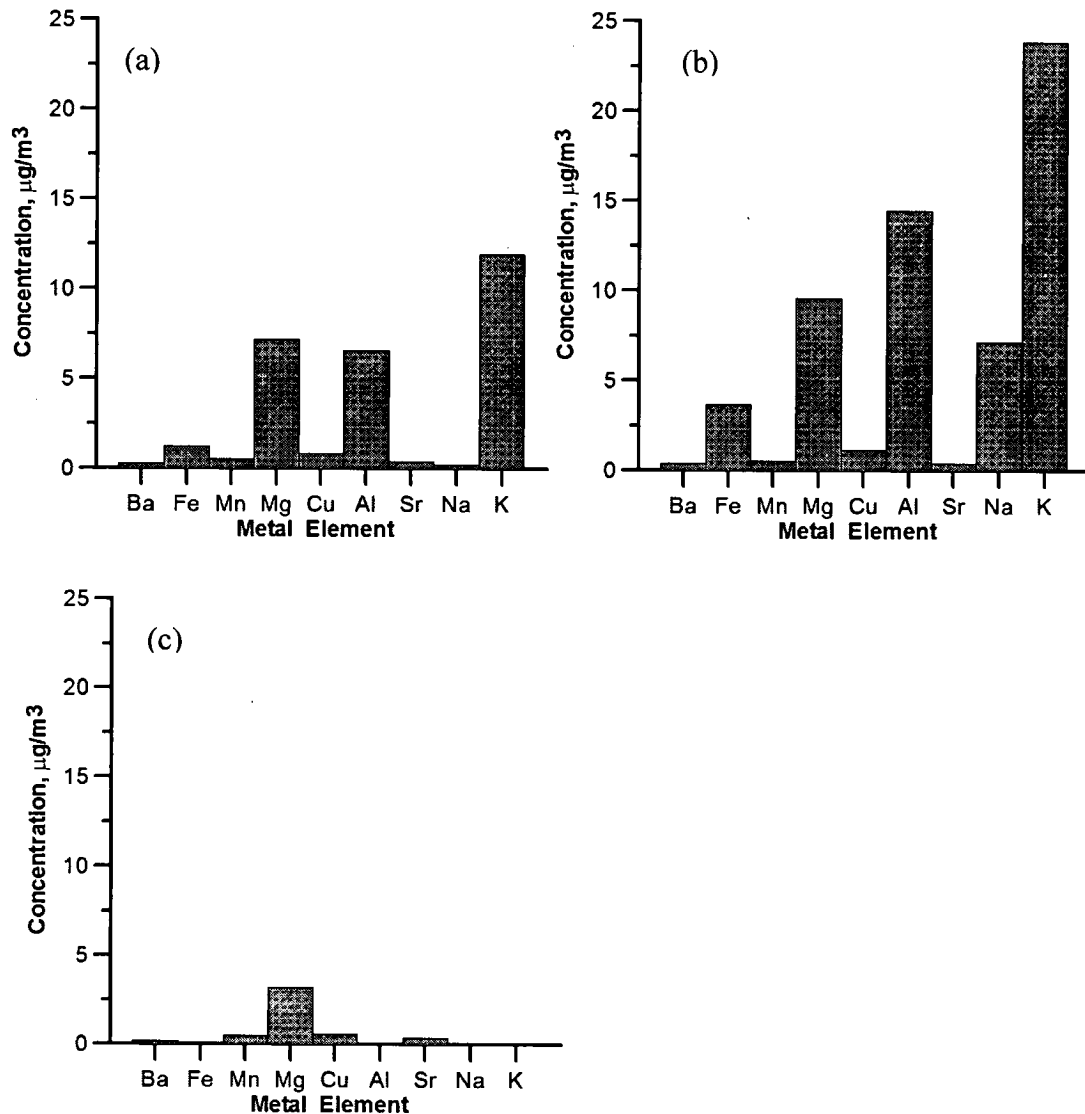 (a)
Concentration, µg/m3
25
20
15
10
5
0
Ba Fe Mn Mg Cu Al Sr Na K
Metal Element
(b)
Concentration, µg/m3
25
20
15
10
5
0
Ba Fe Mn Mg Cu Al Sr Na K
Metal Element
(c)
Concentration, µg/m3
25
20
15
10
5
0
Ba Fe Mn Mg Cu Al Sr Na K
Metal Element